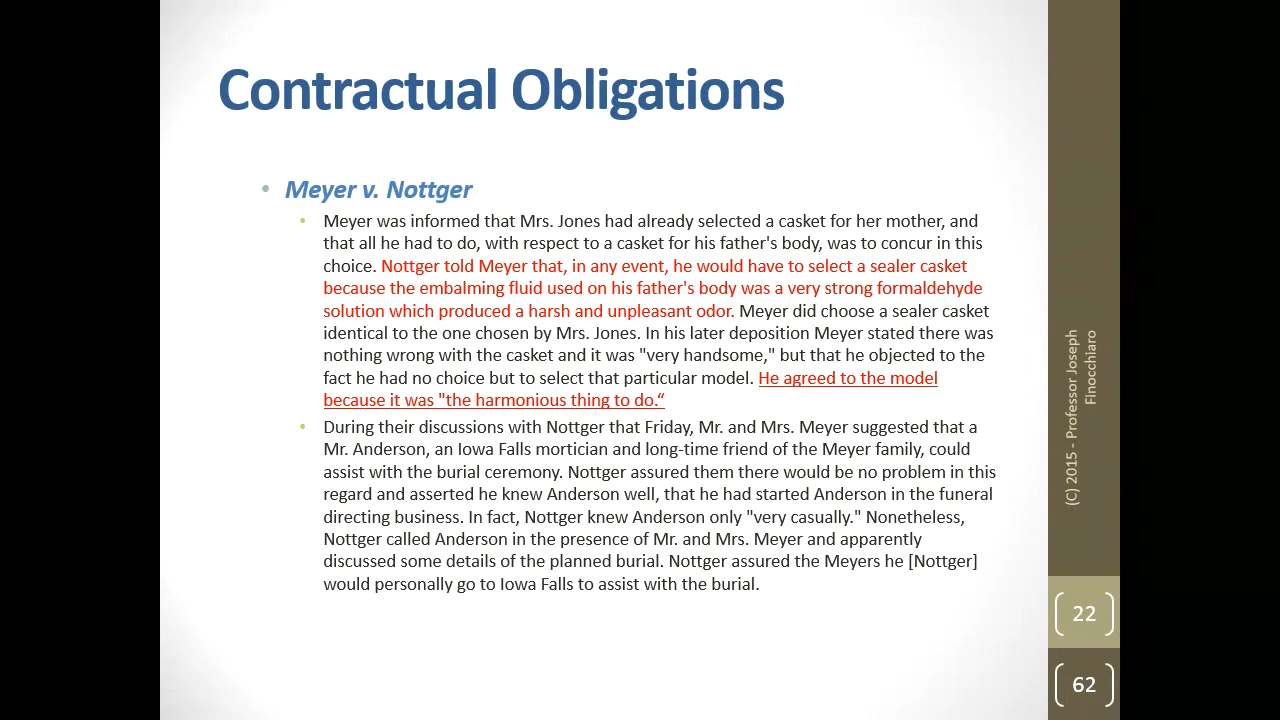 Contractual Obligations
• Meyer v. Nottger
• Meyer was informed that Mrs. Jones had already selected a casket for her mother, and
that all he had to do, with respect to a casket for his father's body, was to concur in this
choice. Nottger told Meyer that, in any event, he would have to select a sealer casket
because the embalming fluid used on his father's body was a very strong formaldehyde
solution which produced a harsh and unpleasant odor. Meyer did choose a sealer casket
identical to the one chosen by Mrs. Jones. In his later deposition Meyer stated there was
nothing wrong with the casket and it was "very handsome," but that he objected to the
fact he had no choice but to select that particular model. He agreed to the model
because it was "the harmonious thing to do.“
• During their discussions with Nottger that Friday, Mr. and Mrs. Meyer suggested that a
Mr. Anderson, an Iowa Falls mortician and long-time friend of the Meyer family, could
assist with the burial ceremony. Nottger assured them there would be no problem in this
regard and asserted he knew Anderson well, that he had started Anderson in the funeral
directing business. In fact, Nottger knew Anderson only "very casually." Nonetheless,
Nottger called Anderson in the presence of Mr. and Mrs. Meyer and apparently
discussed some details of the planned burial. Nottger assured the Meyers he [Nottger]
would personally go to Iowa Falls to assist with the burial.
(C) 2015 - Professor Joseph
Finocchiaro
22
62